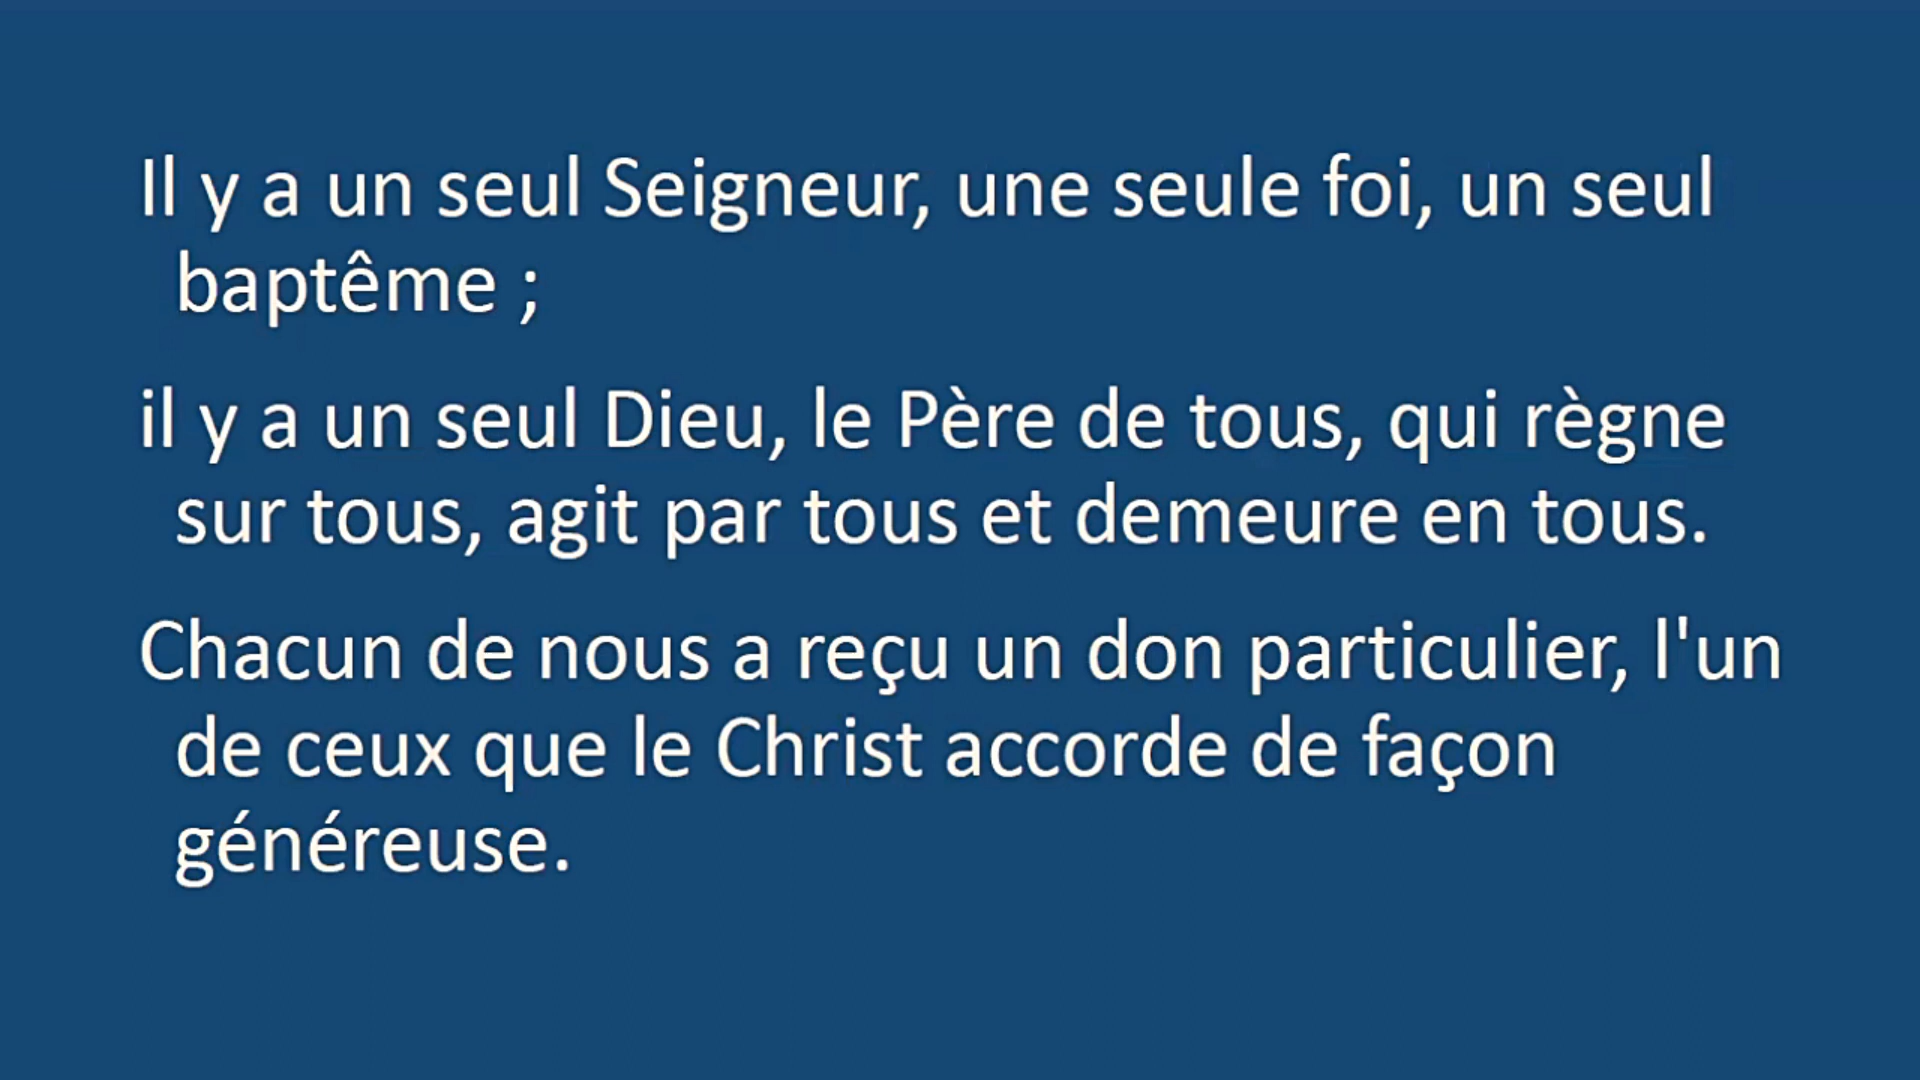 Il y a un seul Seigneur, une seule foi, un seul
baptême ;
il y a un seul Dieu, le Père de tous, qui règne
sur tous, agit par tous et demeure en tous.
Chacun de nous a reçu un don particulier, l'un
de ceux que le Christ accorde de façon
généreuse.